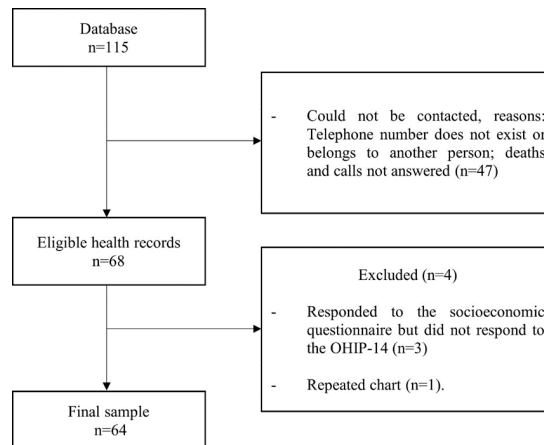 Database
n=115
- Could not be contacted, reasons:
Telephone number does not exist or
belongs to another person; deaths
and calls not answered (n=47)
Eligible health records
n=68
Excluded (n=4)
- Responded to the socioeconomic
questionnaire but did not respond to
the OHIP-14 (n=3)
- Repeated chart (n=1).
Final sample
n=64